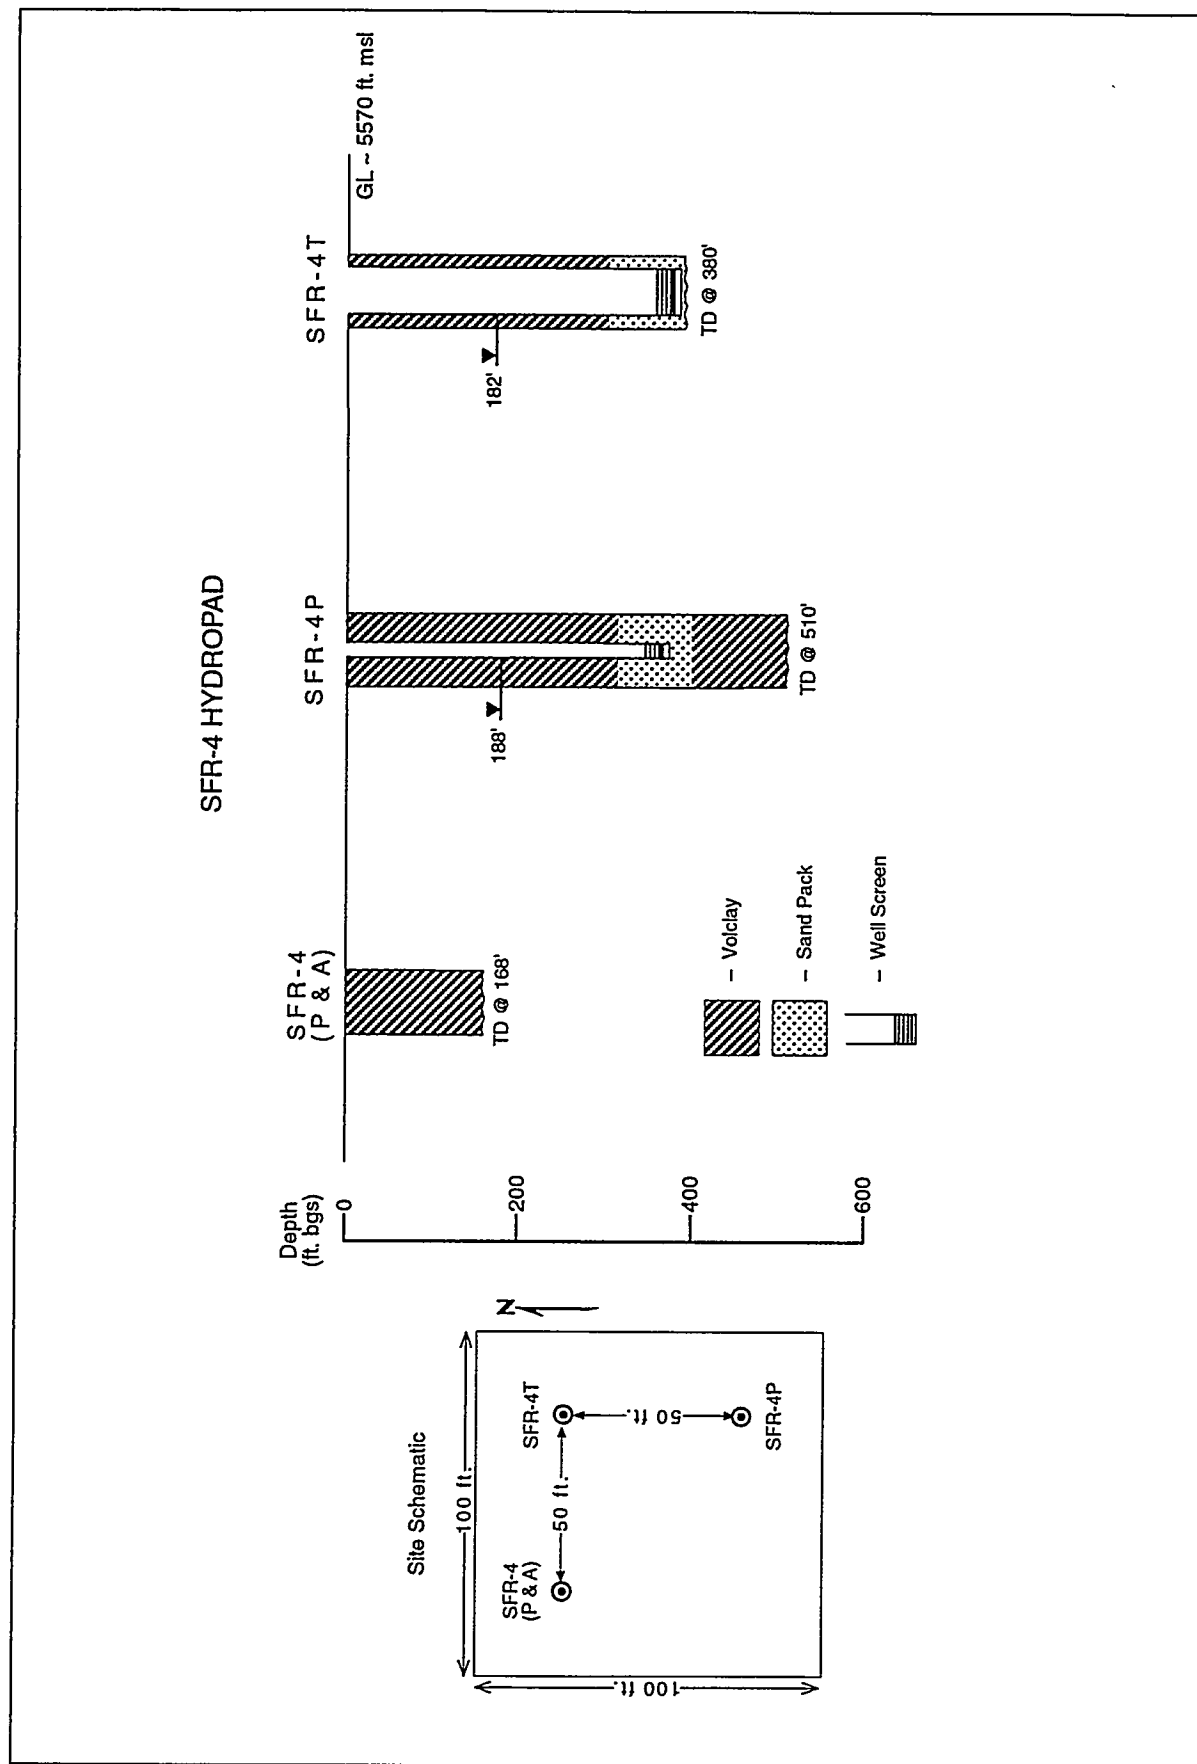 SFR-4 HYDROPAD
Site Schematic
100 ft.
100 ft.
SFR-4
(P & A)
SFR-4T
50 ft.
50 ft.
SFR-4P
N
Depth
(ft. bgs)
0
200
400
600
SFR-4
(P & A)
TD @ 168'
SFR-4P
188'
TD @ 510'
SFR-4T
182'
TD @ 380'
GL ~ 5570 ft. msl
– Volclay
– Sand Pack
– Well Screen